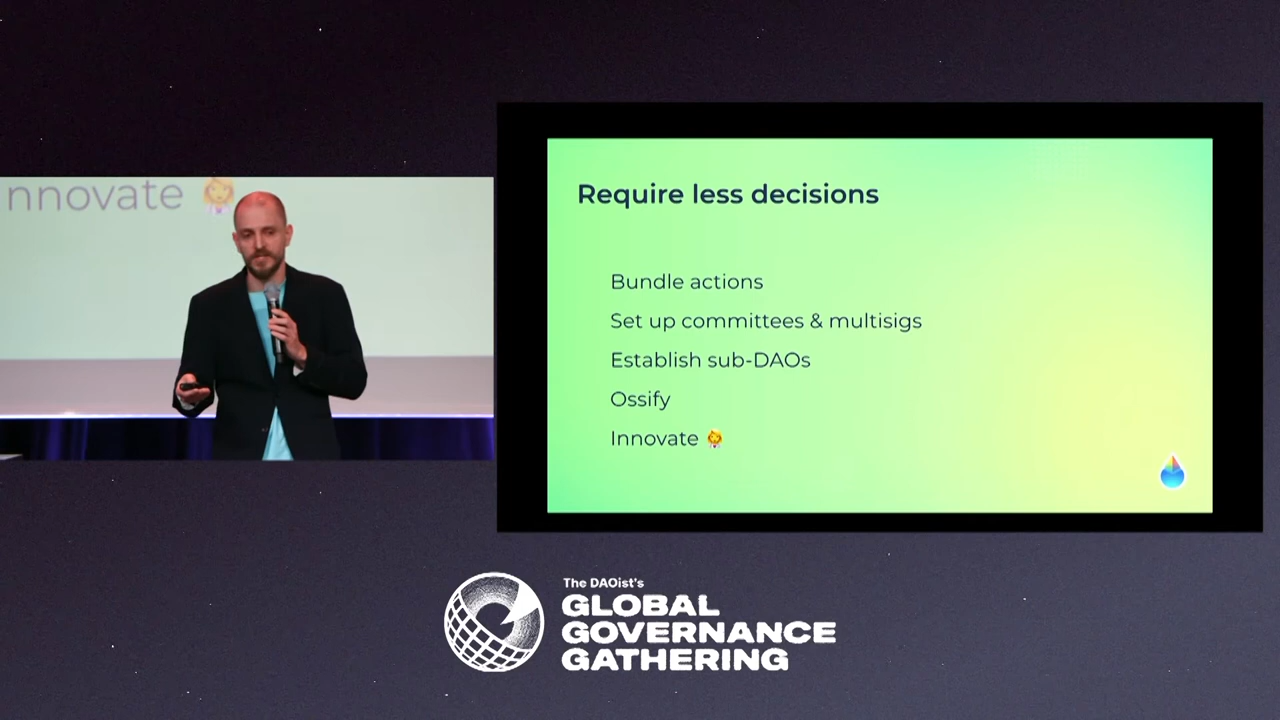 nnovate
Require less decisions
Bundle actions
Set up committees & multisigs
Establish sub-DAOs
Ossify
Innovate 👩‍⚕️
The DAOist's
GLOBAL
GOVERNANCE
GATHERING